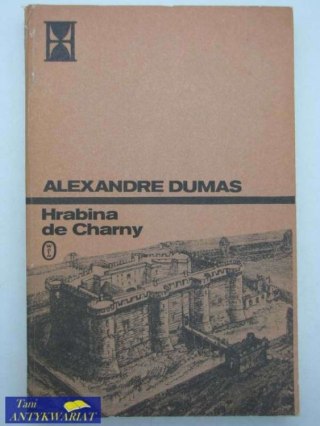 ALEXANDRE DUMAS
Hrabina
de Charny
Tani
ANTYKWARIAT